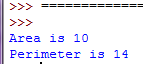 >>> =============
>>>
Area is 10
Perimeter is 14